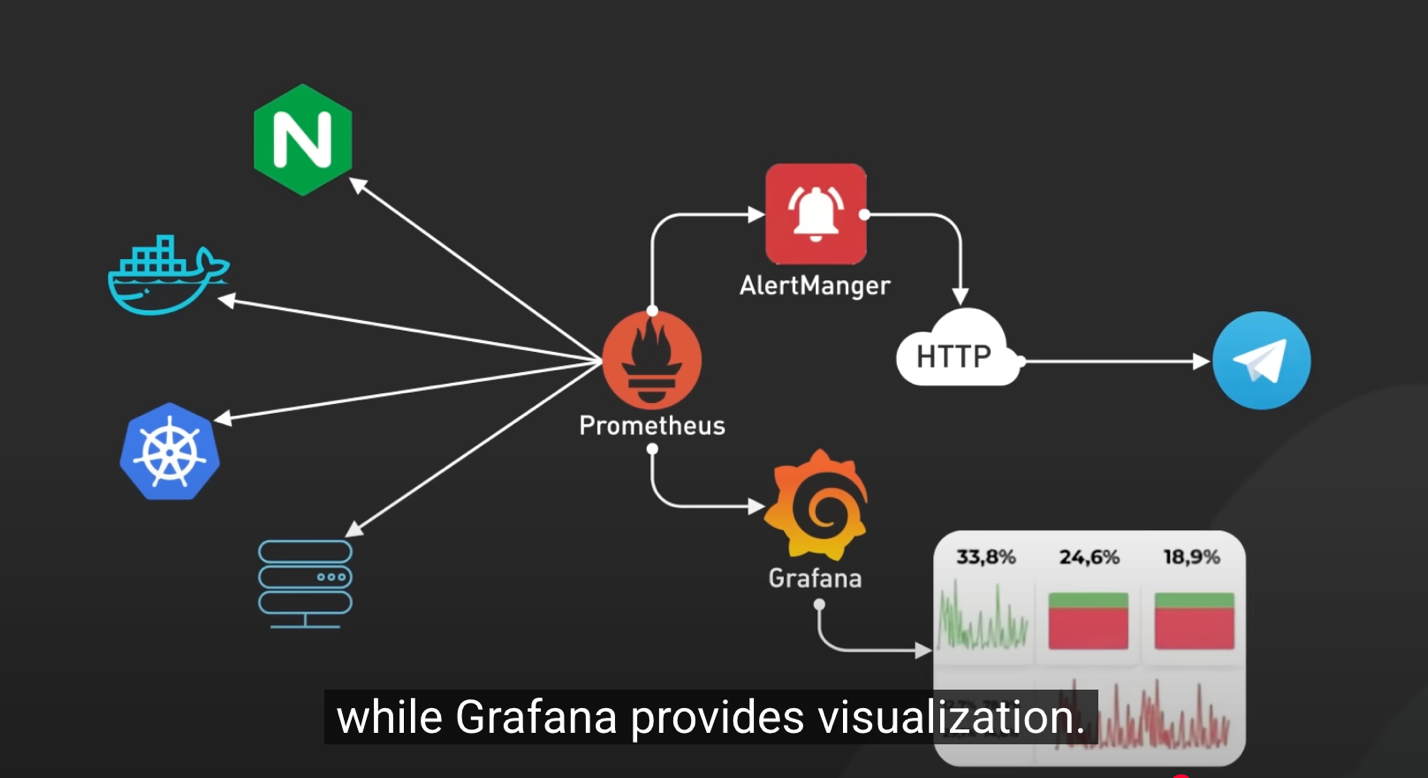 N
AlertManger
HTTP
Prometheus
Grafana
33,8% 24,6% 18,9%
while Grafana provides visualization.